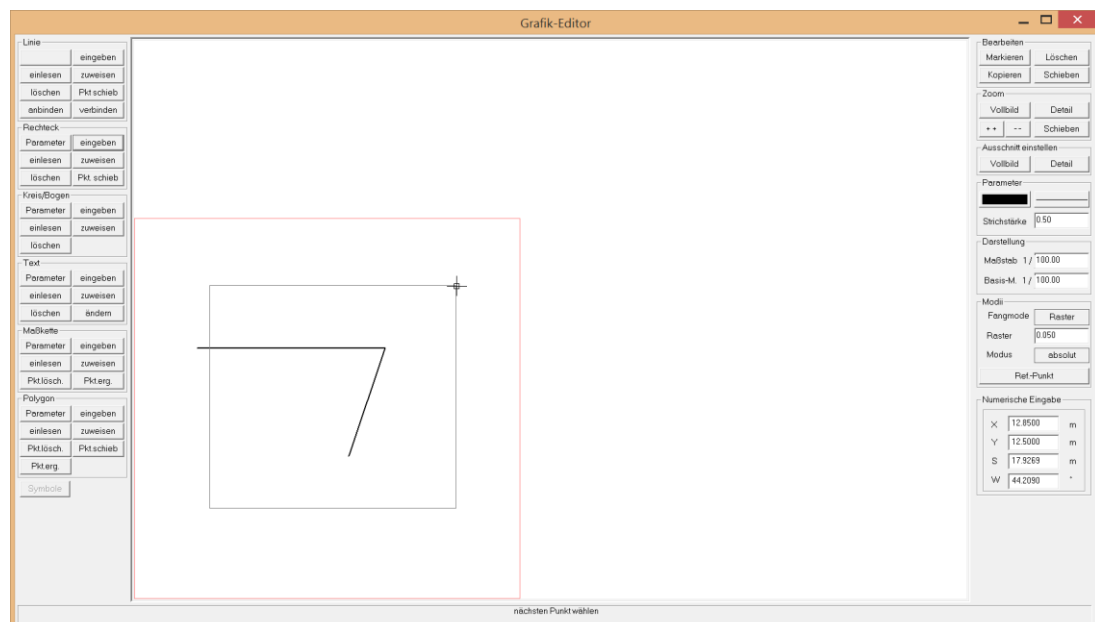 Grafik-Editor
Linie
eingeben
einlesen zuweisen
löschen Pkt schieb
anbinden verbinden
Rechteck
Parameter eingeben
einlesen zuweisen
löschen Pkt. schieb
Kreis/Bogen
Parameter eingeben
einlesen zuweisen
löschen
Text
Parameter eingeben
einlesen zuweisen
löschen ändern
Maßkette
Parameter eingeben
einlesen zuweisen
Pkt.lösch. Pkt.erg.
Polygon
Parameter eingeben
einlesen zuweisen
Pkt.lösch. Pkt.schieb
Pkt.erg.
Symbole
Bearbeiten
Markieren Löschen
Kopieren Schieben
Zoom
Vollbild Detail
++ -- Schieben
Ausschnitt einstellen
Vollbild Detail
Parameter
Strichstärke 0.50
Darstellung
Maßstab 1 / 100.00
Basis-M. 1 / 100.00
Modii
Fangmode Raster
Raster 0.050
Modus absolut
Ref.-Punkt
Numerische Eingabe
X 12.8500 m
Y 12.5000 m
S 17.9269 m
W 44.2090 °
nächsten Punkt wählen